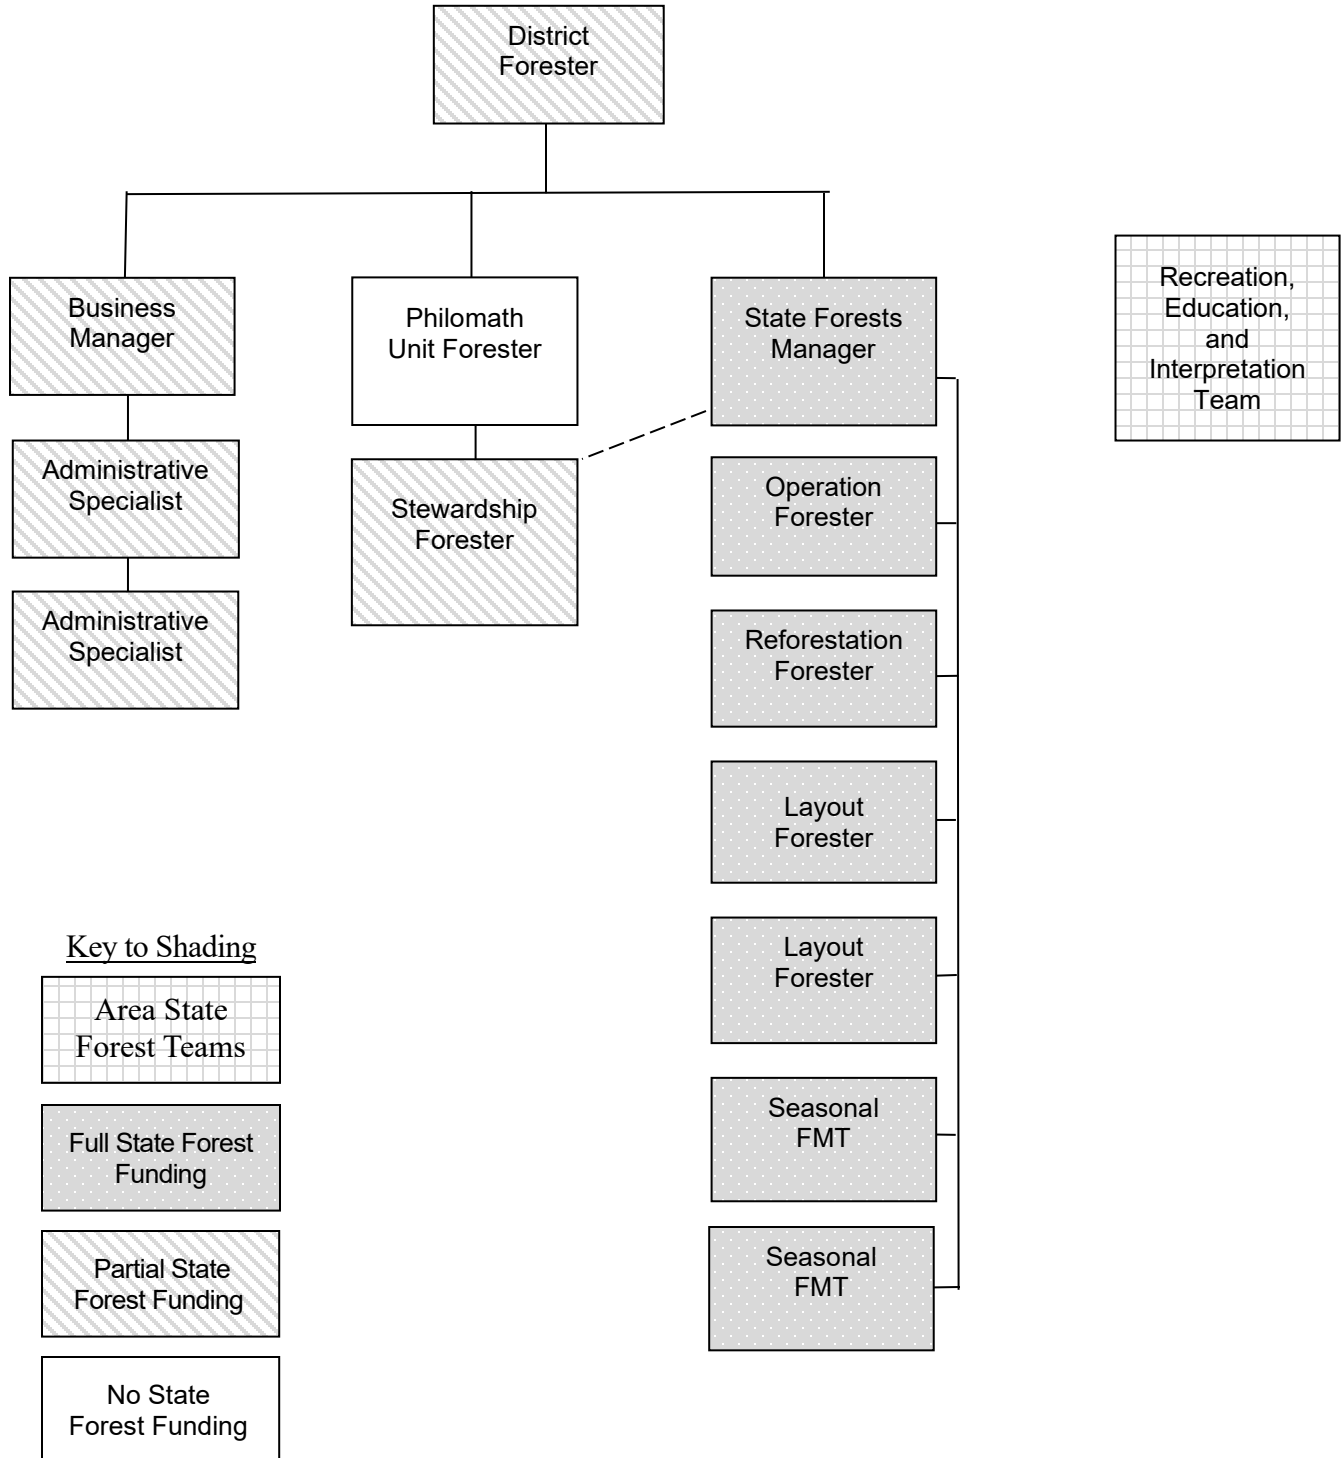 District
Forester
Business
Manager
Philomath
Unit Forester
State Forests
Manager
Recreation,
Education,
and
Interpretation
Team
Administrative
Specialist
Stewardship
Forester
Operation
Forester
Administrative
Specialist
Reforestation
Forester
Layout
Forester
Layout
Forester
Seasonal
FMT
Seasonal
FMT
Key to Shading
Area State
Forest Teams
Full State Forest
Funding
Partial State
Forest Funding
No State
Forest Funding